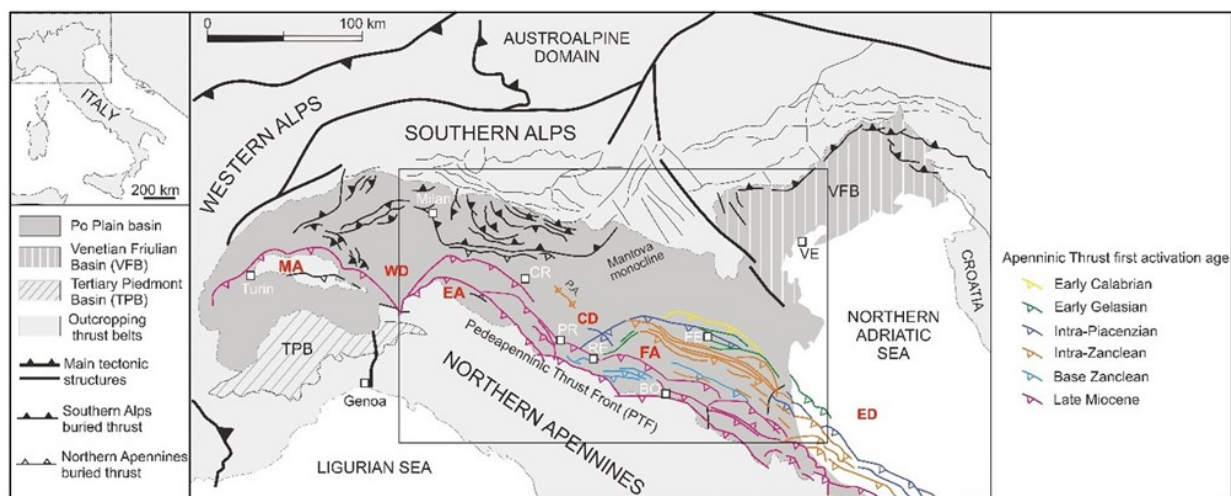 ITALY
200 km
Po Plain basin
Venetian Friulian
Basin (VFB)
Tertiary Piedmont
Basin (TPB)
Outcropping
thrust belts
Main tectonic
structures
Southern Alps
buried thrust
Northern Apennines
buried thrust
0
100 km
AUSTROALPINE
DOMAIN
WESTERN ALPS
SOUTHERN ALPS
VFB
Milan
Mantova
monocline
VE
CROATIA
MA
WD
CR
Turin
EA
PA
CD
NORTHERN
ADRIATIC
SEA
PR
RE
FE
FA
TPB
Pedeapenninic Thrust Front (PTF)
BO
Genoa
ED
NORTHERN APENNINES
LIGURIAN SEA
Apenninic Thrust first activation age
Early Calabrian
Early Gelasian
Intra-Piacenzian
Intra-Zanclean
Base Zanclean
Late Miocene